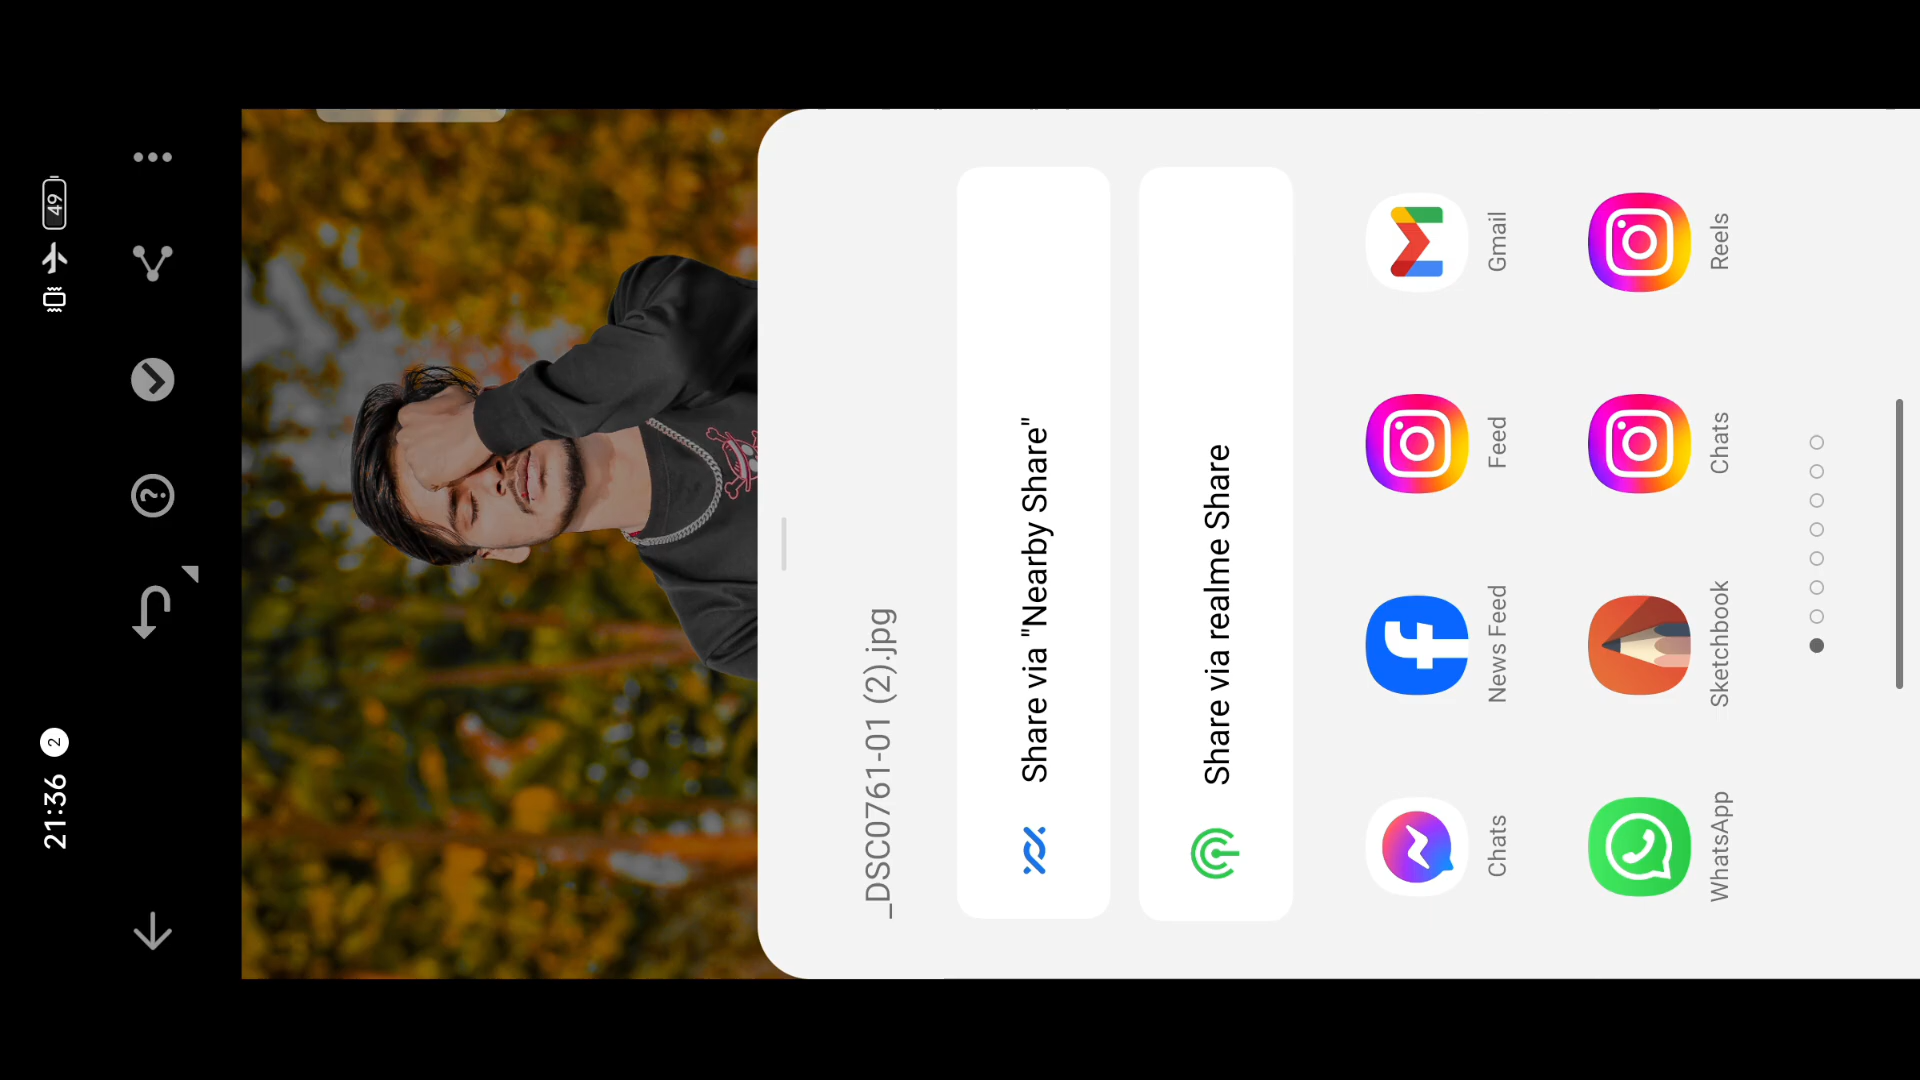 21:36 2
49
_DSC0761-01 (2).jpg
Share via "Nearby Share"
Share via realme Share
Chats News Feed Feed Gmail
WhatsApp Sketchbook Chats Reels